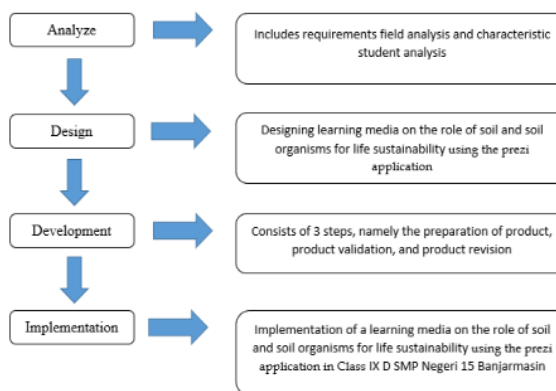 Analyze
Includes requirements field analysis and characteristic
student analysis
Design
Designing learning media on the role of soil and soil
organisms for life sustainability using the prezi
application
Development
Consists of 3 steps, namely the preparation of product,
product validation, and product revision
Implementation
Implementation of a learning media on the role of soil
and soil organisms for life sustainability using the prezi
application in Class IX D SMP Negeri 15 Banjarmasin